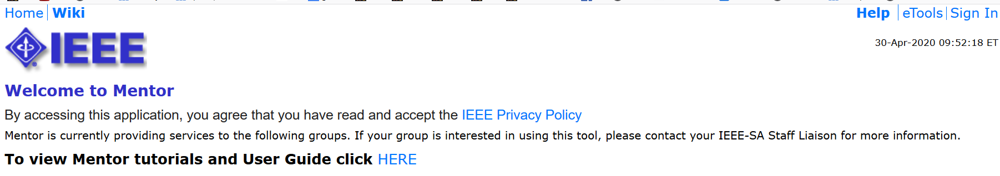 Home Wiki Help eTools Sign In
IEEE
30-Apr-2020 09:52:18 ET
Welcome to Mentor
By accessing this application, you agree that you have read and accept the IEEE Privacy Policy
Mentor is currently providing services to the following groups. If your group is interested in using this tool, please contact your IEEE-SA Staff Liaison for more information.
To view Mentor tutorials and User Guide click HERE